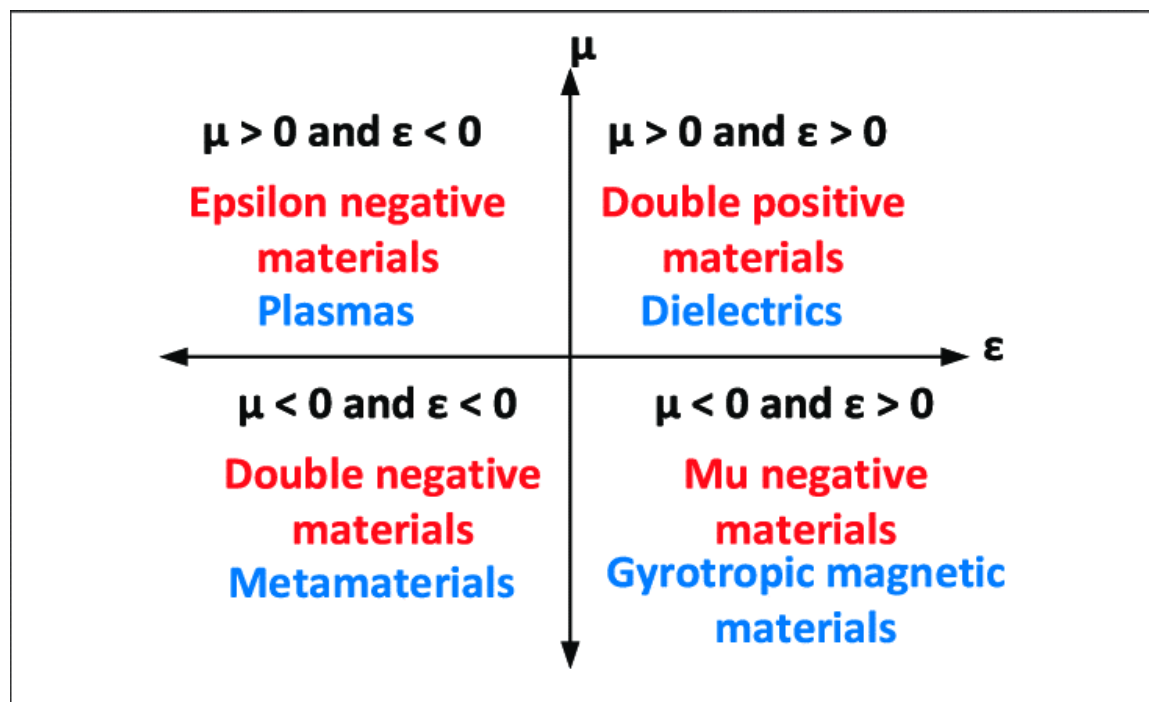 μ
μ > 0 and ε < 0
Epsilon negative
materials
Plasmas
μ > 0 and ε > 0
Double positive
materials
Dielectrics
ε
μ < 0 and ε < 0
Double negative
materials
Metamaterials
μ < 0 and ε > 0
Mu negative
materials
Gyrotropic magnetic
materials